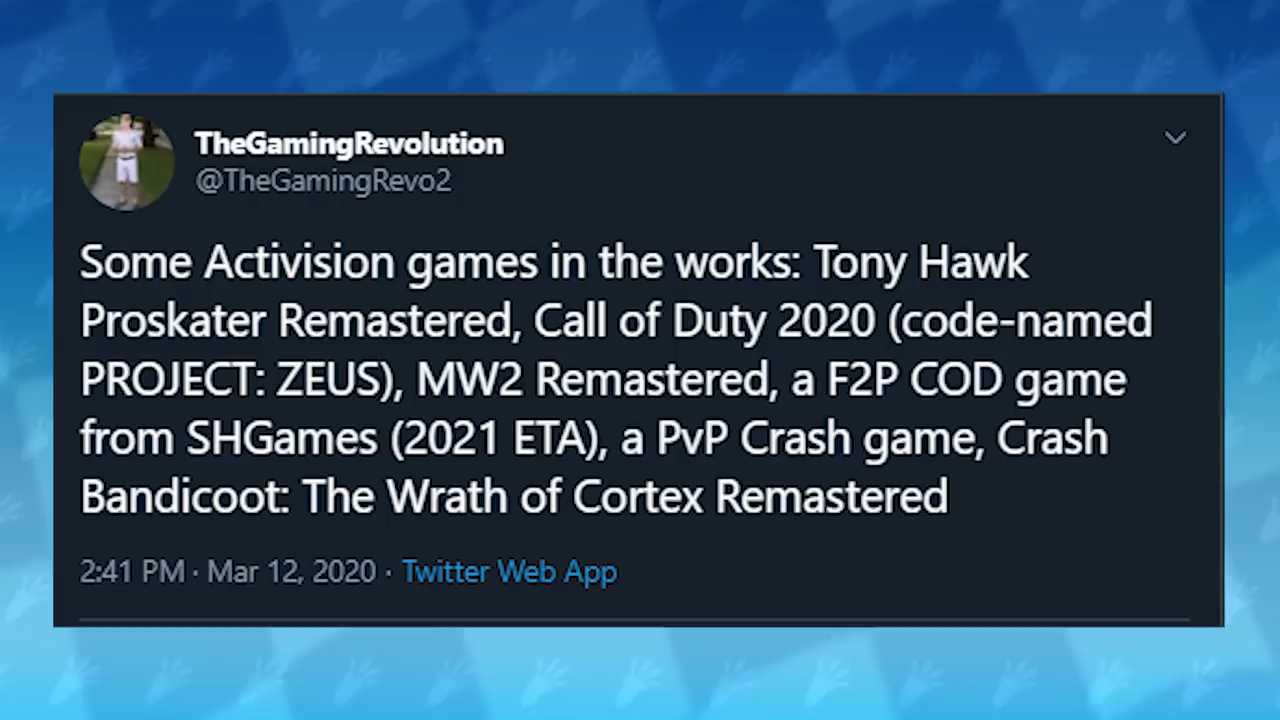 TheGamingRevolution
@TheGamingRevo2
Some Activision games in the works: Tony Hawk
Proskater Remastered, Call of Duty 2020 (code-named
PROJECT: ZEUS), MW2 Remastered, a F2P COD game
from SHGames (2021 ETA), a PvP Crash game, Crash
Bandicoot: The Wrath of Cortex Remastered
2:41 PM · Mar 12, 2020 · Twitter Web App